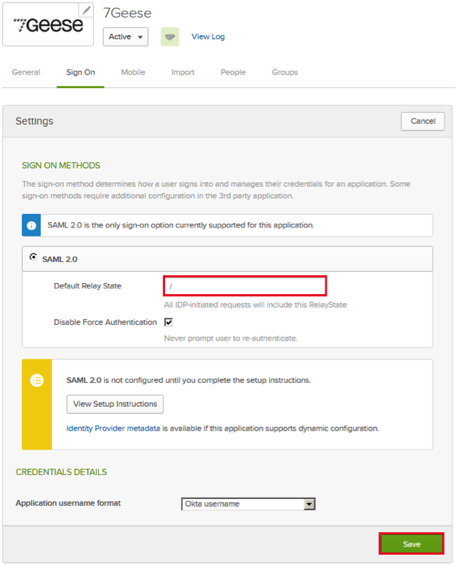 7Geese
7Geese
Active
View Log
General Sign On Mobile Import People Groups
Settings
Cancel
SIGN ON METHODS
The sign-on method determines how a user signs into and manages their credentials for an application. Some
sign-on methods require additional configuration in the 3rd party application.
SAML 2.0 is the only sign-on option currently supported for this application.
SAML 2.0
Default Relay State
/
All IDP-initiated requests will include this RelayState
Disable Force Authentication
Never prompt user to re-authenticate.
SAML 2.0 is not configured until you complete the setup instructions.
View Setup Instructions
Identity Provider metadata is available if this application supports dynamic configuration.
CREDENTIALS DETAILS
Application username format
Okta username
Save